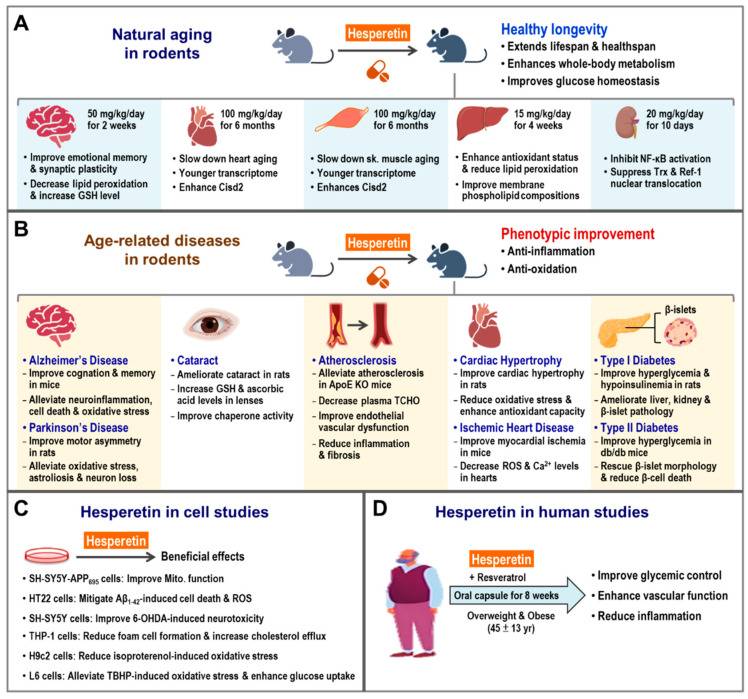 A
Natural aging
in rodents
Hesperetin
Healthy longevity
• Extends lifespan & healthspan
• Enhances whole-body metabolism
• Improves glucose homeostasis
50 mg/kg/day
for 2 weeks
• Improve emotional memory
& synaptic plasticity
• Decrease lipid peroxidation
& increase GSH level
100 mg/kg/day
for 6 months
• Slow down heart aging
• Younger transcriptome
• Enhance Cisd2
100 mg/kg/day
for 6 months
• Slow down sk. muscle aging
• Younger transcriptome
• Enhances Cisd2
15 mg/kg/day
for 4 weeks
• Enhance antioxidant status
& reduce lipid peroxidation
• Improve membrane
phospholipid compositions
20 mg/kg/day
for 10 days
• Inhibit NF-κB activation
• Suppress Trx & Ref-1
nuclear translocation
B
Age-related diseases
in rodents
Hesperetin
Phenotypic improvement
• Anti-inflammation
• Anti-oxidation
• Alzheimer's Disease
– Improve cognation & memory
in mice
– Alleviate neuroinflammation,
cell death & oxidative stress
• Parkinson's Disease
– Improve motor asymmetry
in rats
– Alleviate oxidative stress,
astroliosis & neuron loss
• Cataract
– Ameliorate cataract in rats
– Increase GSH & ascorbic
acid levels in lenses
– Improve chaperone activity
• Atherosclerosis
– Alleviate atherosclerosis
in ApoE KO mice
– Decrease plasma TCHO
– Improve endothelial
vascular dysfunction
– Reduce inflammation
& fibrosis
• Cardiac Hypertrophy
– Improve cardiac hypertrophy
in rats
– Reduce oxidative stress &
enhance antioxidant capacity
• Ischemic Heart Disease
– Improve myocardial ischemia
in mice
– Decrease ROS & Ca²⁺ levels
in hearts
β-islets
• Type I Diabetes
– Improve hyperglycemia &
hypoinsulinemia in rats
– Ameliorate liver, kidney &
β-islet pathology
• Type II Diabetes
– Improve hyperglycemia in
db/db mice
– Rescue β-islet morphology
& reduce β-cell death
C
Hesperetin in cell studies
Hesperetin
Beneficial effects
• SH-SY5Y-APP₆₉₅ cells: Improve Mito. function
• HT22 cells: Mitigate Aβ₁₋₄₂-induced cell death & ROS
• SH-SY5Y cells: Improve 6-OHDA-induced neurotoxicity
• THP-1 cells: Reduce foam cell formation & increase cholesterol efflux
• H9c2 cells: Reduce isoproterenol-induced oxidative stress
• L6 cells: Alleviate TBHP-induced oxidative stress & enhance glucose uptake
D
Hesperetin in human studies
Hesperetin
+ Resveratrol
Oral capsule for 8 weeks
Overweight & Obese
(45 ± 13 yr)
• Improve glycemic control
• Enhance vascular function
• Reduce inflammation